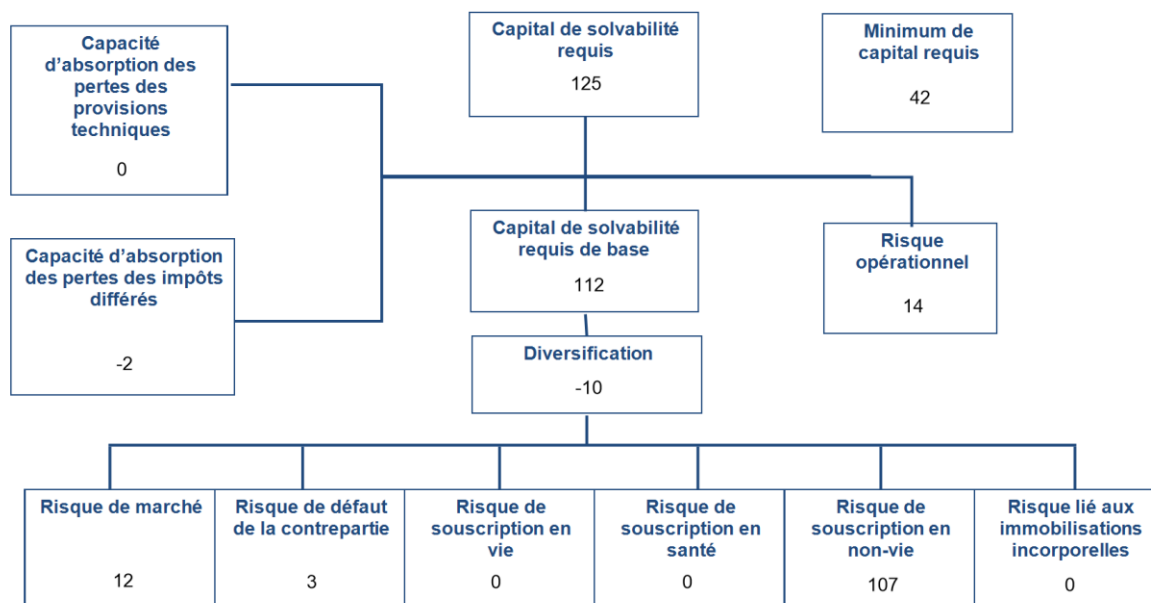 Capacité
d'absorption des
pertes des
provisions
techniques
0
Capital de solvabilité
requis
125
Minimum de
capital requis
42
Capacité d'absorption
des pertes des impôts
différés
-2
Capital de solvabilité
requis de base
112
Risque
opérationnel
14
Diversification
-10
Risque de marché
12
Risque de défaut
de la contrepartie
3
Risque de
souscription en
vie
0
Risque de
souscription en
santé
0
Risque de
souscription en
non-vie
107
Risque lié aux
immobilisations
incorporelles
0